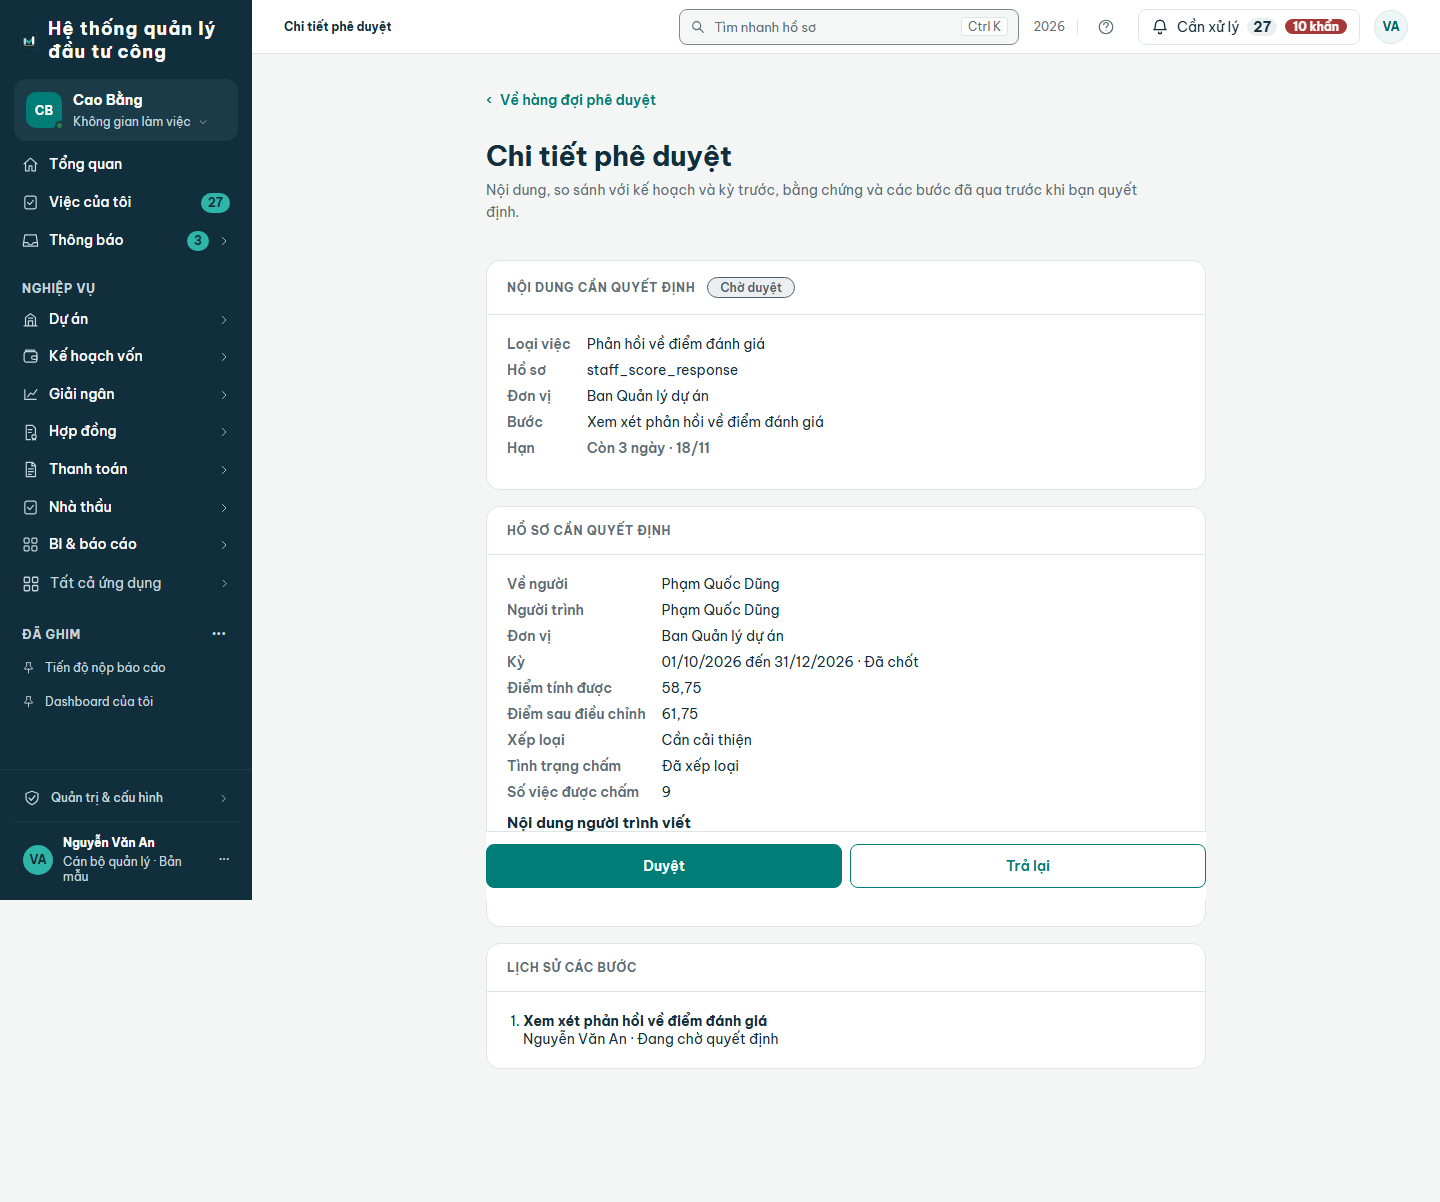 Hệ thống quản lý
đầu tư công
CB
Cao Bằng
Không gian làm việc
Tổng quan
Việc của tôi 27
Thông báo 3
NGHIỆP VỤ
Dự án
Kế hoạch vốn
Giải ngân
Hợp đồng
Thanh toán
Nhà thầu
BI & báo cáo
Tất cả ứng dụng
ĐÃ GHIM
Tiến độ nộp báo cáo
Dashboard của tôi
Quản trị & cấu hình
VA
Nguyễn Văn An
Cán bộ quản lý · Bản
mẫu
Chi tiết phê duyệt
Tìm nhanh hồ sơ Ctrl K
2026
Cần xử lý 27 10 khẩn
VA
‹ Về hàng đợi phê duyệt
Chi tiết phê duyệt
Nội dung, so sánh với kế hoạch và kỳ trước, bằng chứng và các bước đã qua trước khi bạn quyết
định.
NỘI DUNG CẦN QUYẾT ĐỊNH Chờ duyệt
Loại việc Phản hồi về điểm đánh giá
Hồ sơ staff_score_response
Đơn vị Ban Quản lý dự án
Bước Xem xét phản hồi về điểm đánh giá
Hạn Còn 3 ngày · 18/11
HỒ SƠ CẦN QUYẾT ĐỊNH
Về người Phạm Quốc Dũng
Người trình Phạm Quốc Dũng
Đơn vị Ban Quản lý dự án
Kỳ 01/10/2026 đến 31/12/2026 · Đã chốt
Điểm tính được 58,75
Điểm sau điều chỉnh 61,75
Xếp loại Cần cải thiện
Tình trạng chấm Đã xếp loại
Số việc được chấm 9
Nội dung người trình viết
Duyệt
Trả lại
LỊCH SỬ CÁC BƯỚC
1. Xem xét phản hồi về điểm đánh giá
Nguyễn Văn An · Đang chờ quyết định